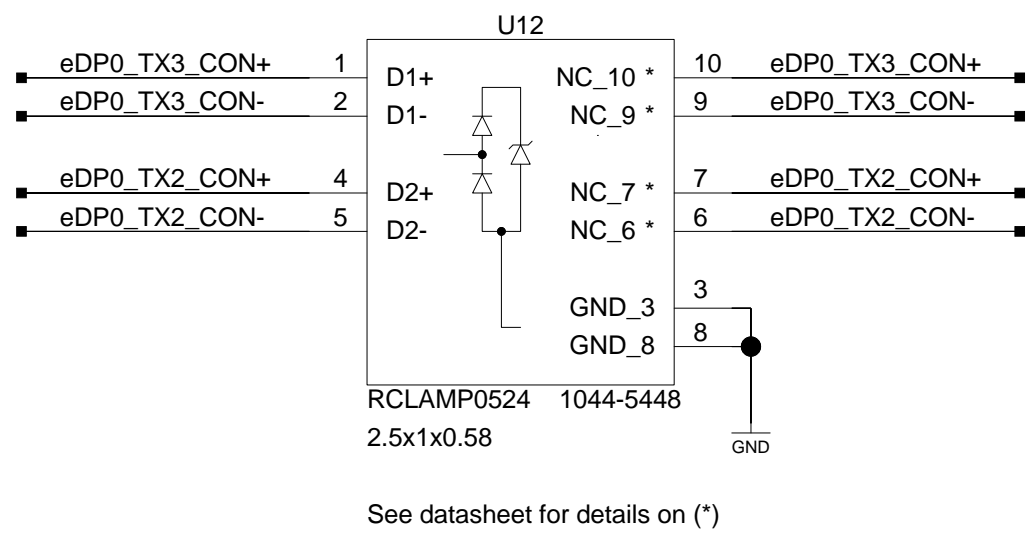 U12
eDP0_TX3_CON+ 1 D1+ NC_10 * 10 eDP0_TX3_CON+
eDP0_TX3_CON- 2 D1- NC_9 * 9 eDP0_TX3_CON-
eDP0_TX2_CON+ 4 D2+ NC_7 * 7 eDP0_TX2_CON+
eDP0_TX2_CON- 5 D2- NC_6 * 6 eDP0_TX2_CON-
GND_3 3
GND_8 8
RCLAMP0524 1044-5448
2.5x1x0.58
GND
See datasheet for details on (*)